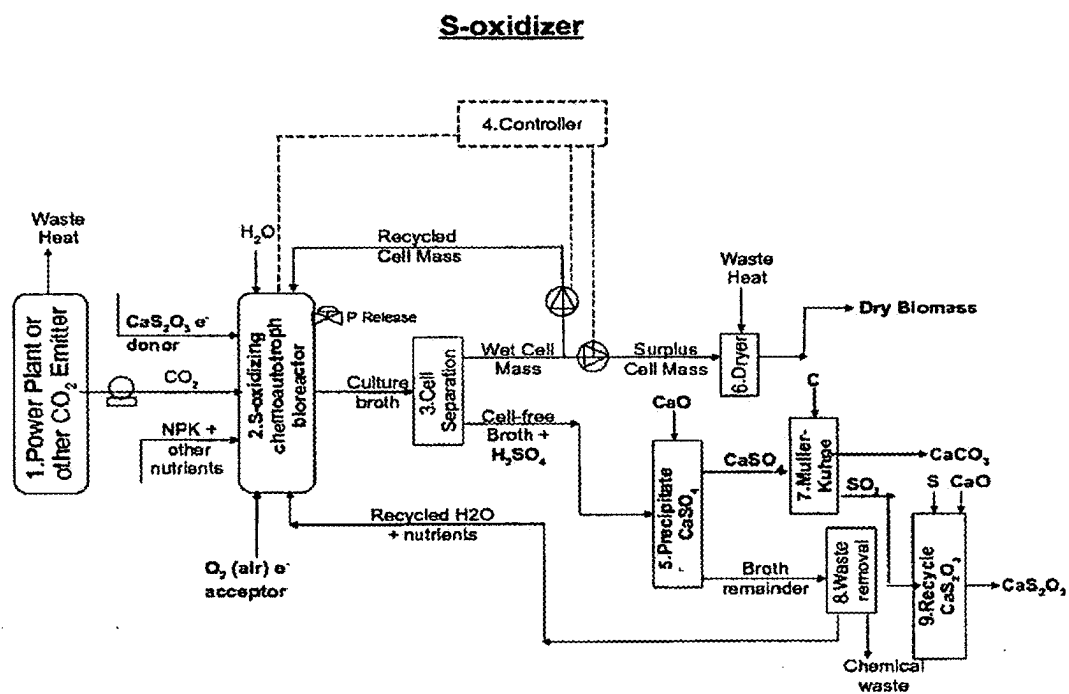 S-oxidizer
4.Controller
Waste
Heat
H₂O
Recycled
Cell Mass
Waste
Heat
Dry Biomass
1.Power Plant or
other CO₂ Emitter
CaS₂O₃ e⁻
donor
CO₂
NPK +
other
nutrients
2.S-oxidizing
chemoautotroph
bioreactor
P Release
Culture
broth
3.Cell
Separation
Wet Cell
Mass
Surplus
Cell Mass
6.Dryer
Cell-free
Broth +
H₂SO₄
CaO
5.Precipitate
CaSO₄
CaSO₄
C
7.Muller-
Kuhne
CaCO₃
SO₂
S
CaO
Recycled H2O
+ nutrients
Broth
remainder
8.Waste
removal
9.Recycle
CaS₂O₃
CaS₂O₃
O₂ (air) e⁻
acceptor
Chemical
waste